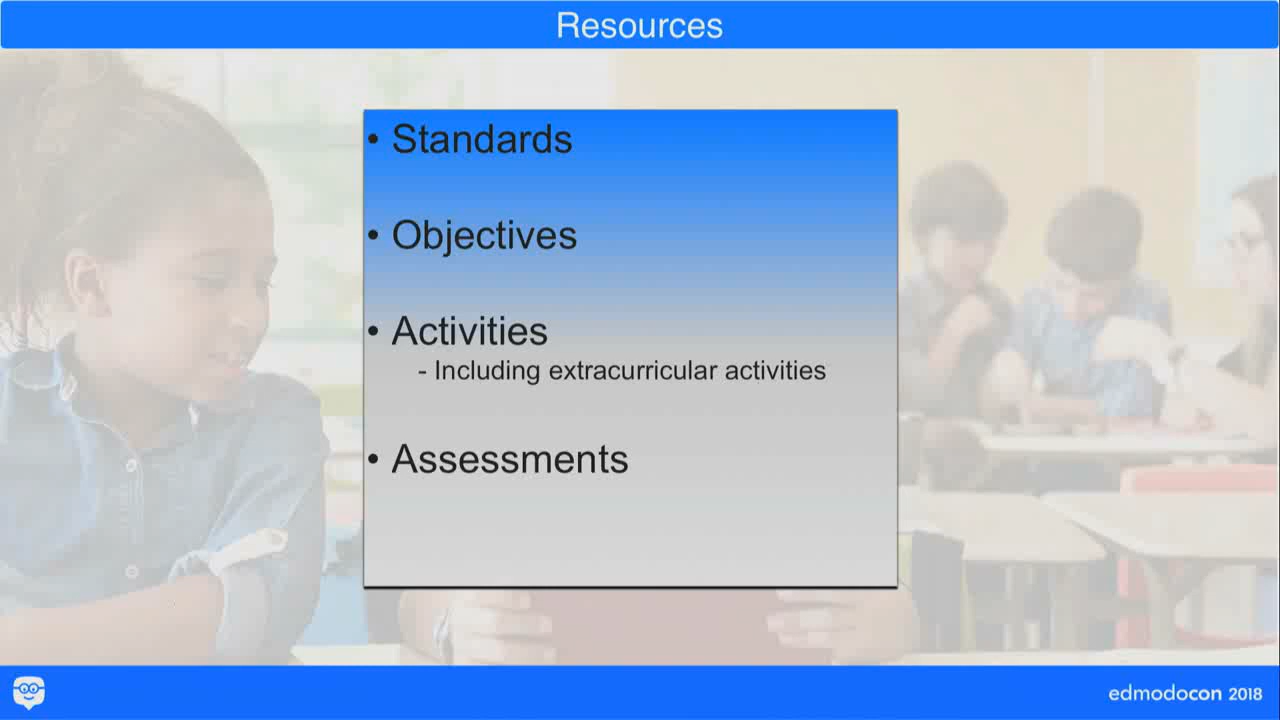 Resources
• Standards
• Objectives
• Activities
- Including extracurricular activities
• Assessments
edmodocon 2018